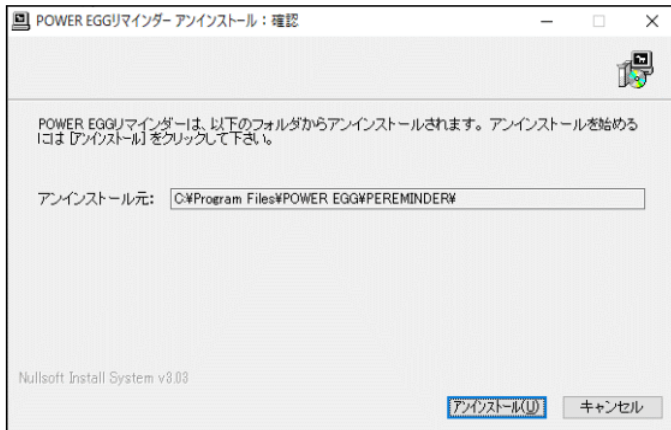 POWER EGGリマインダー アンインストール：確認
POWER EGGリマインダーは、以下のフォルダからアンインストールされます。アンインストールを始める
には [アンインストール] をクリックして下さい。
アンインストール元: C:¥Program Files¥POWER EGG¥PEREMINDER¥
Nullsoft Install System v3.03
アンインストール(U) キャンセル